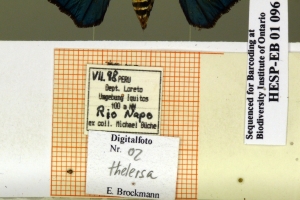 VII. 98 PERU
Dept. Loreto
Umgebung Iquitos
100 m NN
Rio Napo
ex coll. Michael Büche
Digitalfoto
Nr. 02
thelersa
E. Brockmann
Sequenced for Barcoding at
Biodiversity Institute of Ontario
HESP-EB 01 096